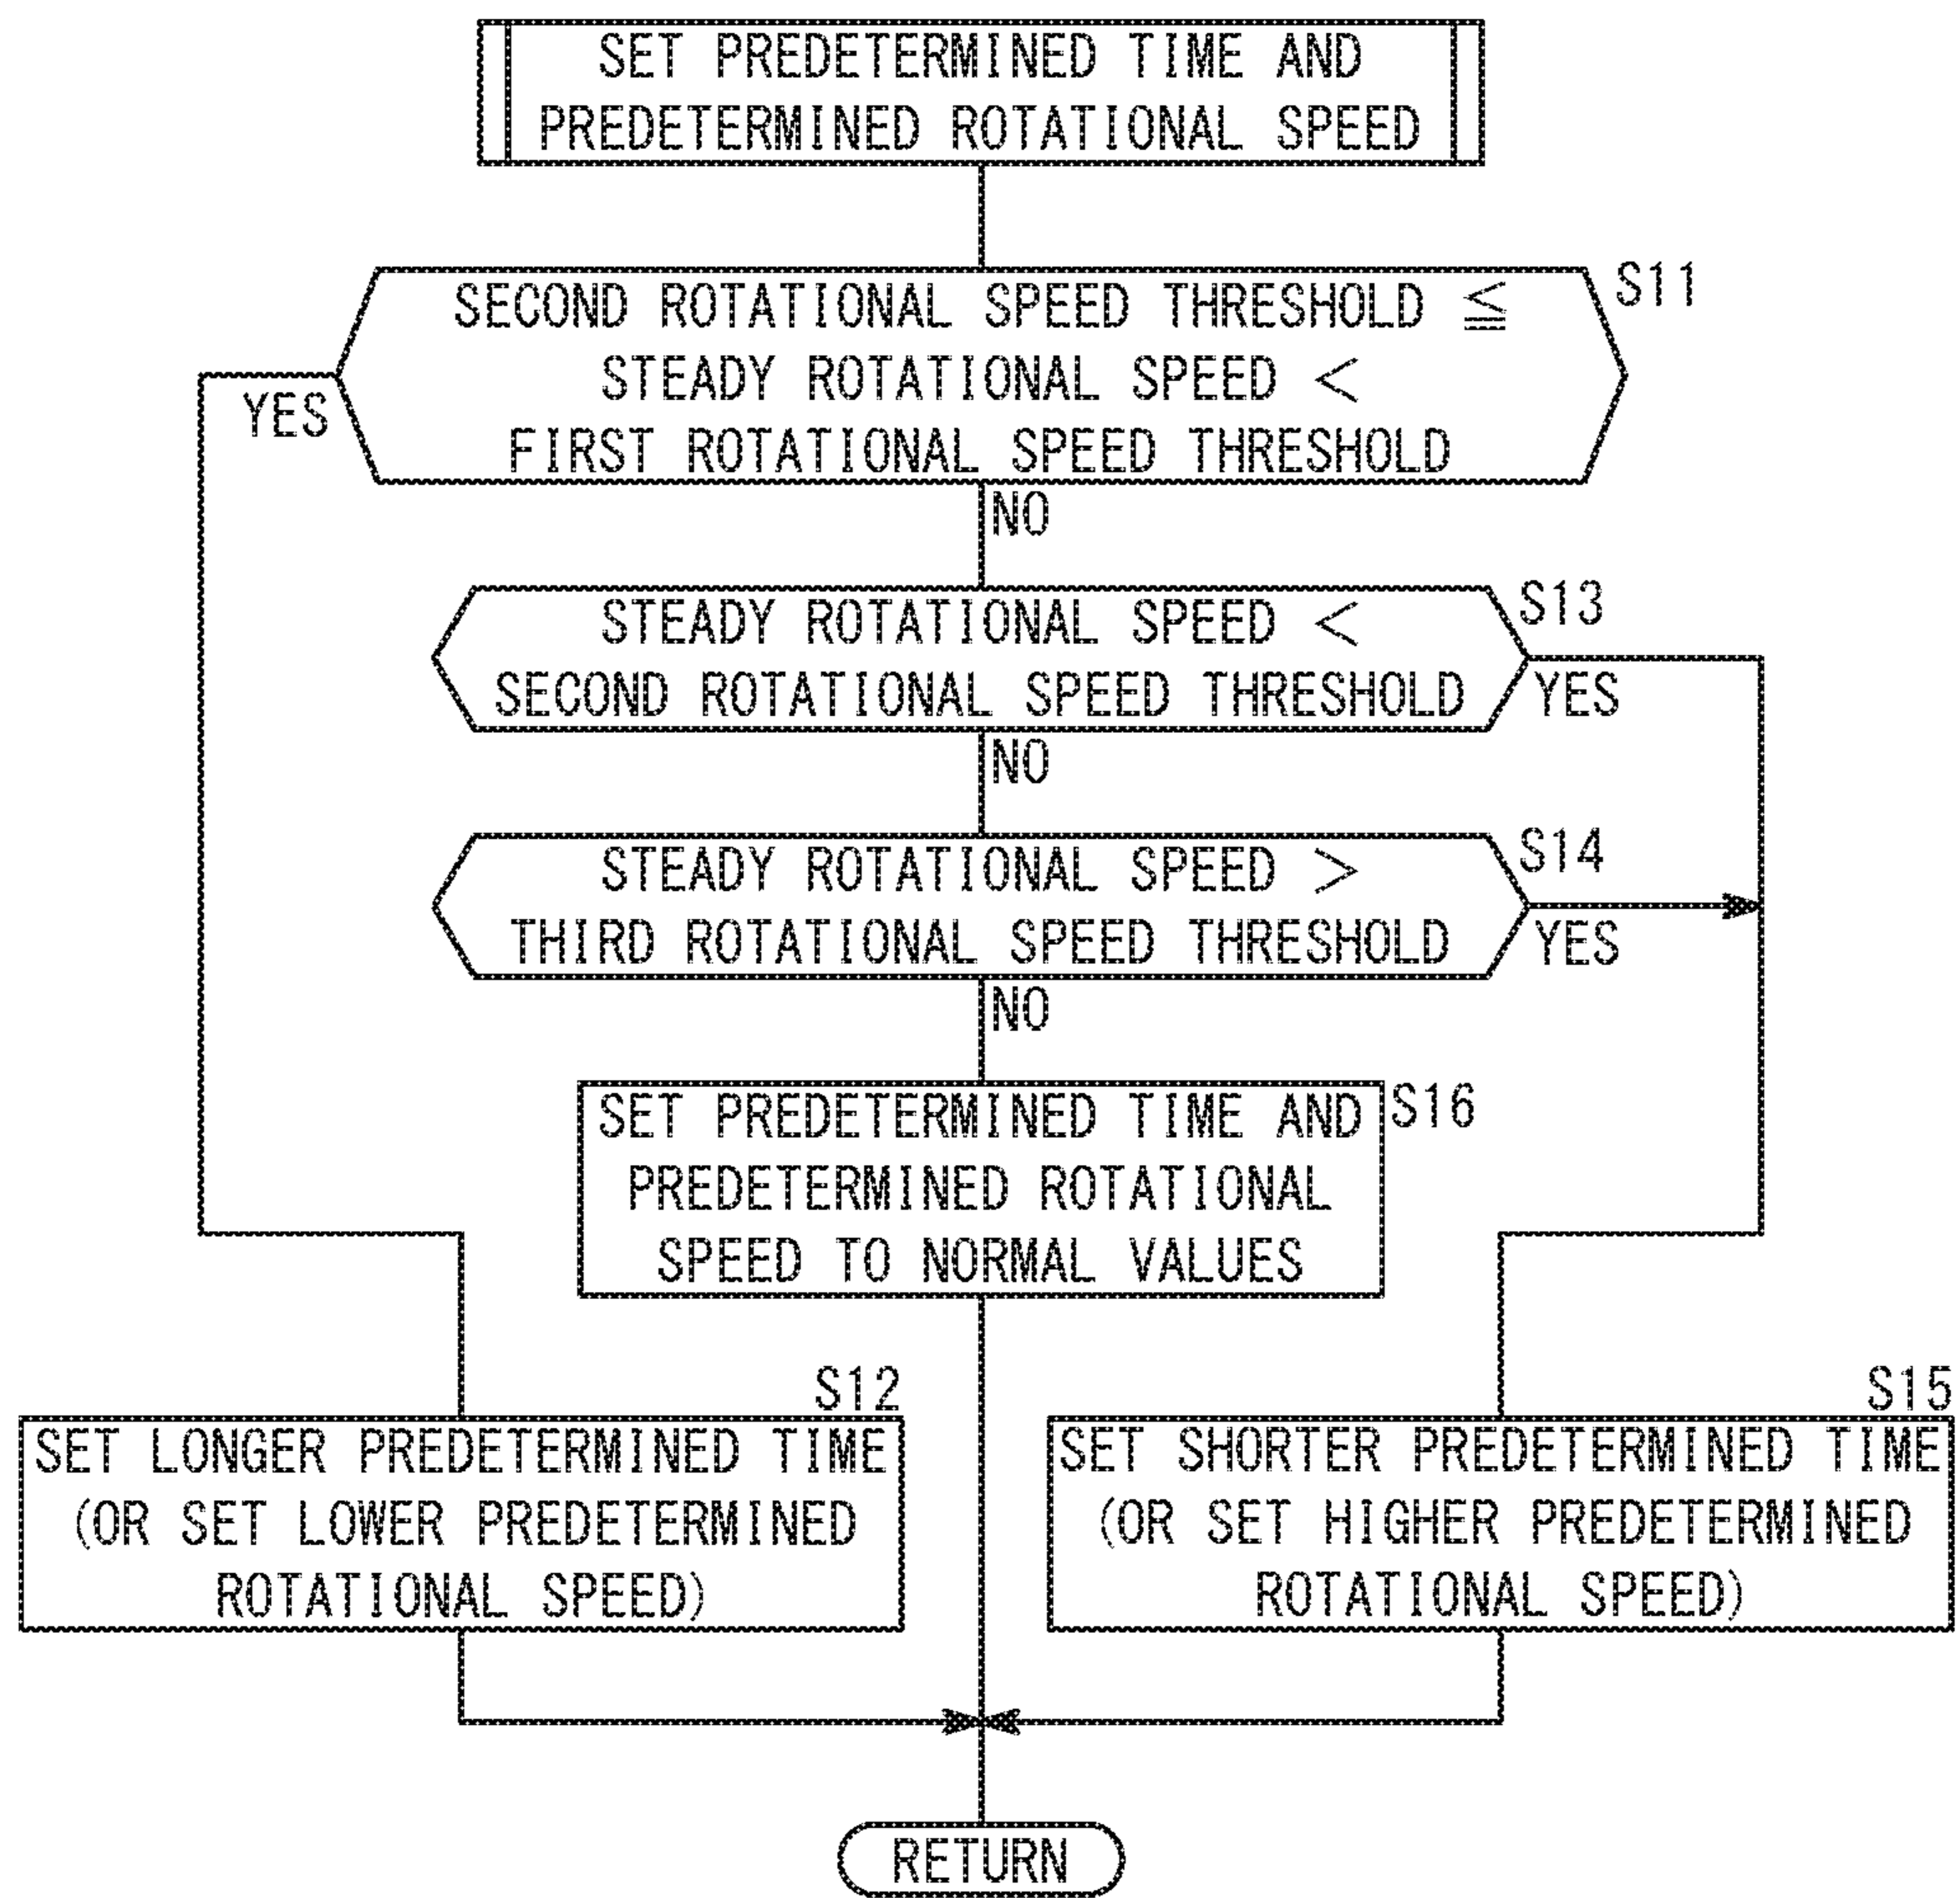 SET PREDETERMINED TIME AND
PREDETERMINED ROTATIONAL SPEED
SECOND ROTATIONAL SPEED THRESHOLD ≦
STEADY ROTATIONAL SPEED <
FIRST ROTATIONAL SPEED THRESHOLD
S11
YES
NO
STEADY ROTATIONAL SPEED <
SECOND ROTATIONAL SPEED THRESHOLD
S13
YES
NO
STEADY ROTATIONAL SPEED >
THIRD ROTATIONAL SPEED THRESHOLD
S14
YES
NO
SET PREDETERMINED TIME AND
PREDETERMINED ROTATIONAL
SPEED TO NORMAL VALUES
S16
S12
SET LONGER PREDETERMINED TIME
(OR SET LOWER PREDETERMINED
ROTATIONAL SPEED)
S15
SET SHORTER PREDETERMINED TIME
(OR SET HIGHER PREDETERMINED
ROTATIONAL SPEED)
RETURN